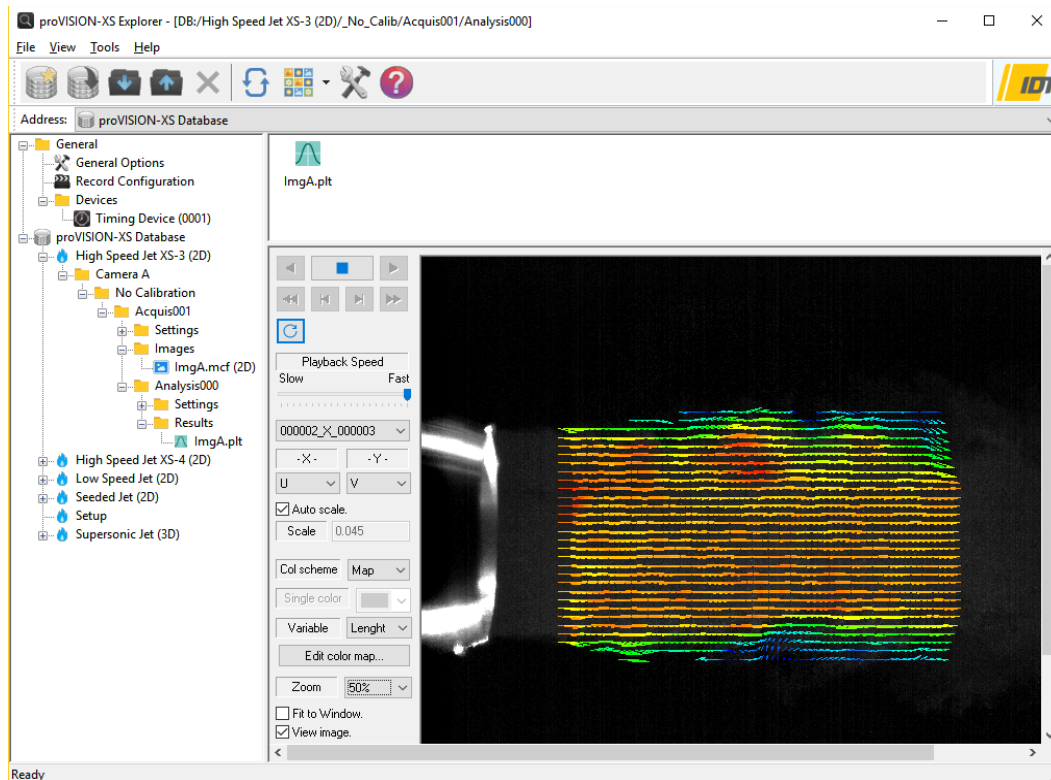 proVISION-XS Explorer - [DB:/High Speed Jet XS-3 (2D)/_No_Calib/Acquis001/Analysis000]
File View Tools Help
IDT
Address: proVISION-XS Database
General
General Options
Record Configuration
Devices
Timing Device (0001)
proVISION-XS Database
High Speed Jet XS-3 (2D)
Camera A
No Calibration
Acquis001
Settings
Images
ImgA.mcf (2D)
Analysis000
Settings
Results
ImgA.plt
High Speed Jet XS-4 (2D)
Low Speed Jet (2D)
Seeded Jet (2D)
Setup
Supersonic Jet (3D)
ImgA.plt
Playback Speed
Slow Fast
000002_X_000003
-X- -Y-
U V
Auto scale.
Scale 0.045
Col scheme Map
Single color
Variable Lenght
Edit color map...
Zoom 50%
Fit to Window.
View image.
Ready